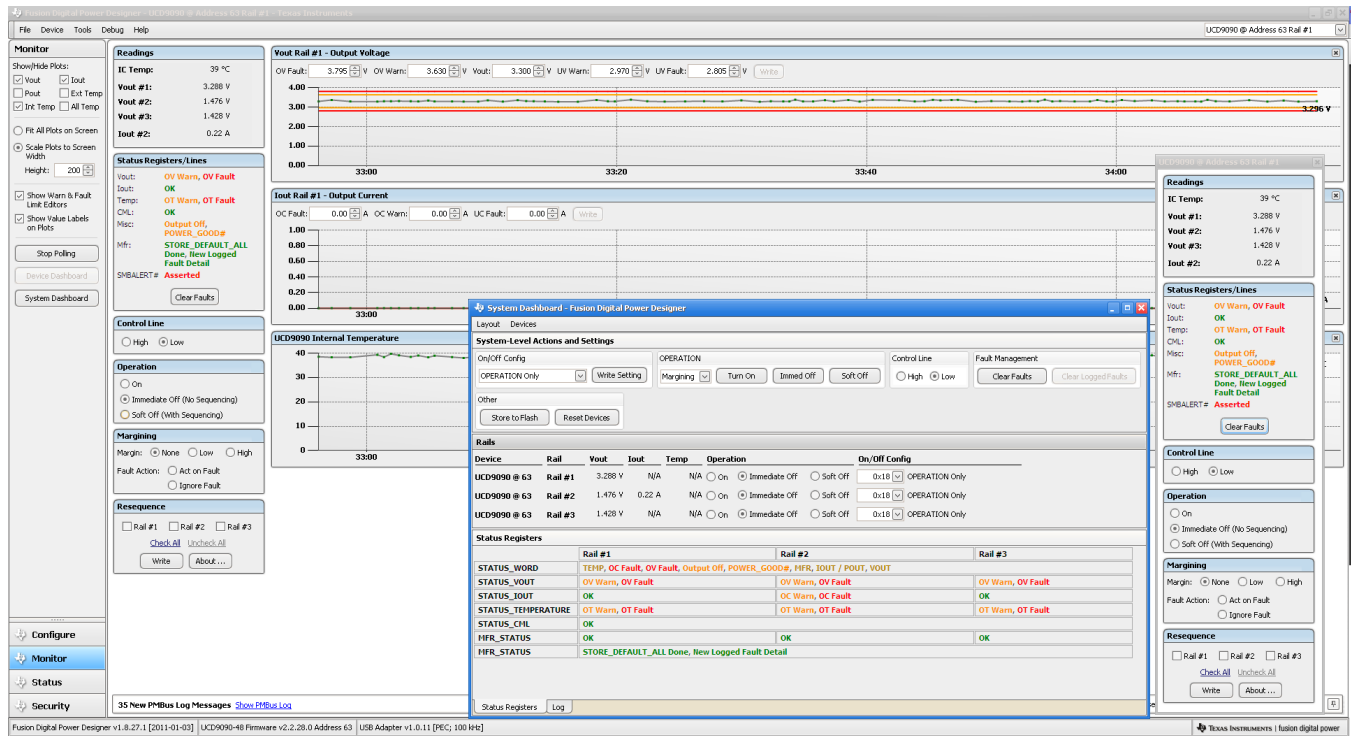 Fusion Digital Power Designer - UCD9090 @ Address 63 Rail #1 - Texas Instruments
File Device Tools Debug Help
UCD9090 @ Address 63 Rail #1
Monitor
Show/Hide Plots:
Vout Iout
Pout Ext Temp
Int Temp All Temp
Fit All Plots on Screen
Scale Plots to Screen
Width
Height: 200
Show Warn & Fault
Limit Editors
Show Value Labels
on Plots
Stop Polling
Device Dashboard
System Dashboard
Configure
Monitor
Status
Security
Readings
IC Temp: 39 °C
Vout #1: 3.288 V
Vout #2: 1.476 V
Vout #3: 1.428 V
Iout #2: 0.22 A
Status Registers/Lines
Vout: OV Warn, OV Fault
Iout: OK
Temp: OT Warn, OT Fault
CML: OK
Misc: Output Off,
POWER_GOOD#
Mfr: STORE_DEFAULT_ALL
Done, New Logged
Fault Detail
SMBALERT# Asserted
Clear Faults
Control Line
High Low
Operation
On
Immediate Off (No Sequencing)
Soft Off (With Sequencing)
Margining
Margin: None Low High
Fault Action: Act on Fault
Ignore Fault
Resequence
Rail #1 Rail #2 Rail #3
Check All Uncheck All
Write About ...
Vout Rail #1 - Output Voltage
OV Fault: 3.795 V OV Warn: 3.630 V Vout: 3.300 V UV Warn: 2.970 V UV Fault: 2.805 V Write
4.00
3.00
2.00
1.00
0.00
3.296 V
33:00 33:20 33:40 34:00
Iout Rail #1 - Output Current
OC Fault: 0.00 A OC Warn: 0.00 A UC Fault: 0.00 A Write
1.00
0.80
0.60
0.40
0.20
0.00
33:00
UCD9090 Internal Temperature
40
30
20
10
0
33:00
System Dashboard - Fusion Digital Power Designer
Layout Devices
System-Level Actions and Settings
On/Off Config OPERATION Control Line Fault Management
OPERATION Only Write Setting Margining Turn On Immed Off Soft Off High Low Clear Faults Clear Logged Faults
Other
Store to Flash Reset Devices
Rails
Device Rail Vout Iout Temp Operation On/Off Config
UCD9090 @ 63 Rail #1 3.288 V N/A N/A On Immediate Off Soft Off 0x18 OPERATION Only
UCD9090 @ 63 Rail #2 1.476 V 0.22 A N/A On Immediate Off Soft Off 0x18 OPERATION Only
UCD9090 @ 63 Rail #3 1.428 V N/A N/A On Immediate Off Soft Off 0x18 OPERATION Only
Status Registers
Rail #1 Rail #2 Rail #3
STATUS_WORD TEMP, OC Fault, OV Fault, Output Off, POWER_GOOD#, MFR, IOUT / POUT, VOUT
STATUS_VOUT OV Warn, OV Fault OV Warn, OV Fault OV Warn, OV Fault
STATUS_IOUT OK OC Warn, OC Fault OK
STATUS_TEMPERATURE OT Warn, OT Fault OT Warn, OT Fault OT Warn, OT Fault
STATUS_CML OK
MFR_STATUS OK OK OK
MFR_STATUS STORE_DEFAULT_ALL Done, New Logged Fault Detail
Status Registers Log
UCD9090 @ Address 63 Rail #1
Readings
IC Temp: 39 °C
Vout #1: 3.288 V
Vout #2: 1.476 V
Vout #3: 1.428 V
Iout #2: 0.22 A
Status Registers/Lines
Vout: OV Warn, OV Fault
Iout: OK
Temp: OT Warn, OT Fault
CML: OK
Misc: Output Off,
POWER_GOOD#
Mfr: STORE_DEFAULT_ALL
Done, New Logged
Fault Detail
SMBALERT# Asserted
Clear Faults
Control Line
High Low
Operation
On
Immediate Off (No Sequencing)
Soft Off (With Sequencing)
Margining
Margin: None Low High
Fault Action: Act on Fault
Ignore Fault
Resequence
Rail #1 Rail #2 Rail #3
Check All Uncheck All
Write About ...
35 New PMBus Log Messages Show PMBus Log
Fusion Digital Power Designer v1.8.27.1 [2011-01-03] UCD9090-48 Firmware v2.2.28.0 Address 63 USB Adapter v1.0.11 [PEC; 100 kHz] TEXAS INSTRUMENTS | fusion digital power